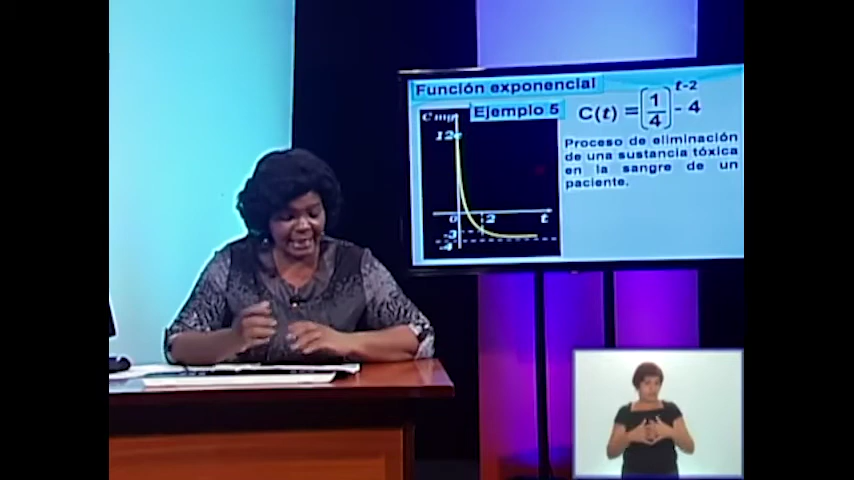 Función exponencial
Ejemplo 5
C(t) = (1/4)^t-2 - 4
Proceso de eliminación
de una sustancia tóxica
en la sangre de un
paciente.
C mg
12
0 2 t
-3
-4